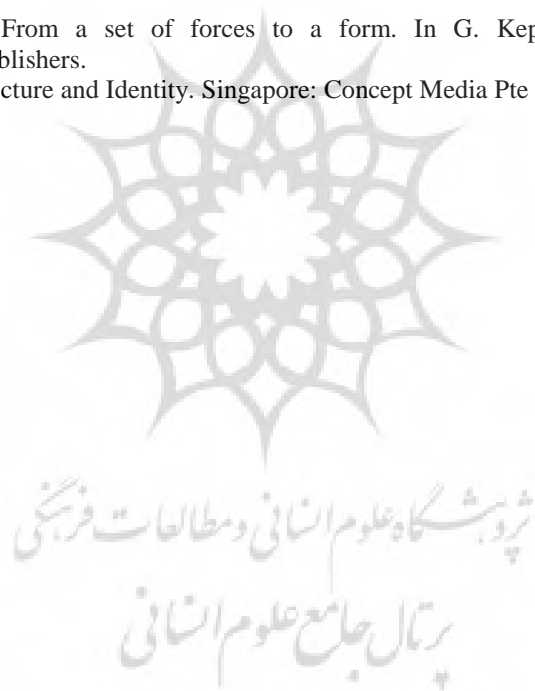 From a set of forces to a form. In G. Kep
blishers.
cture and Identity. Singapore: Concept Media Pte
پژوهشگاه علوم انسانی و مطالعات فرهنگی
پرتال جامع علوم انسانی